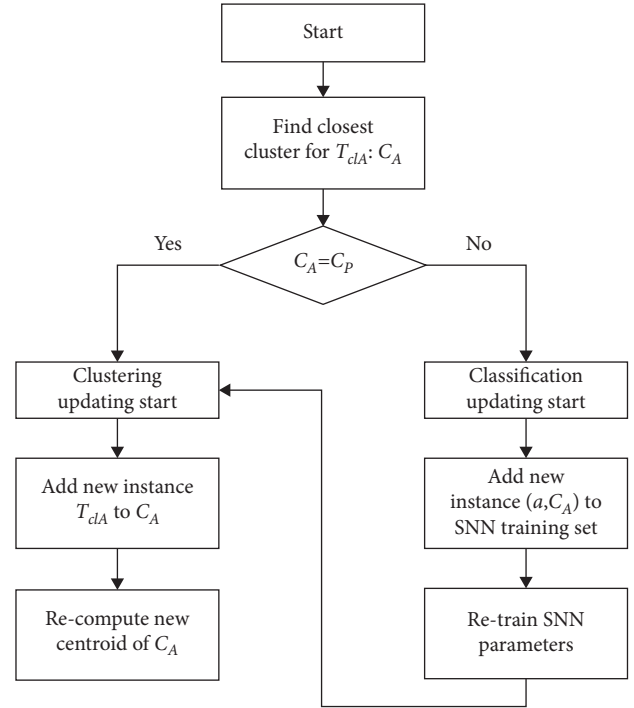 Start
Find closest
cluster for T_clA: C_A
C_A=C_P
Yes
No
Clustering
updating start
Classification
updating start
Add new instance
T_clA to C_A
Add new
instance (a,C_A) to
SNN training set
Re-compute new
centroid of C_A
Re-train SNN
parameters